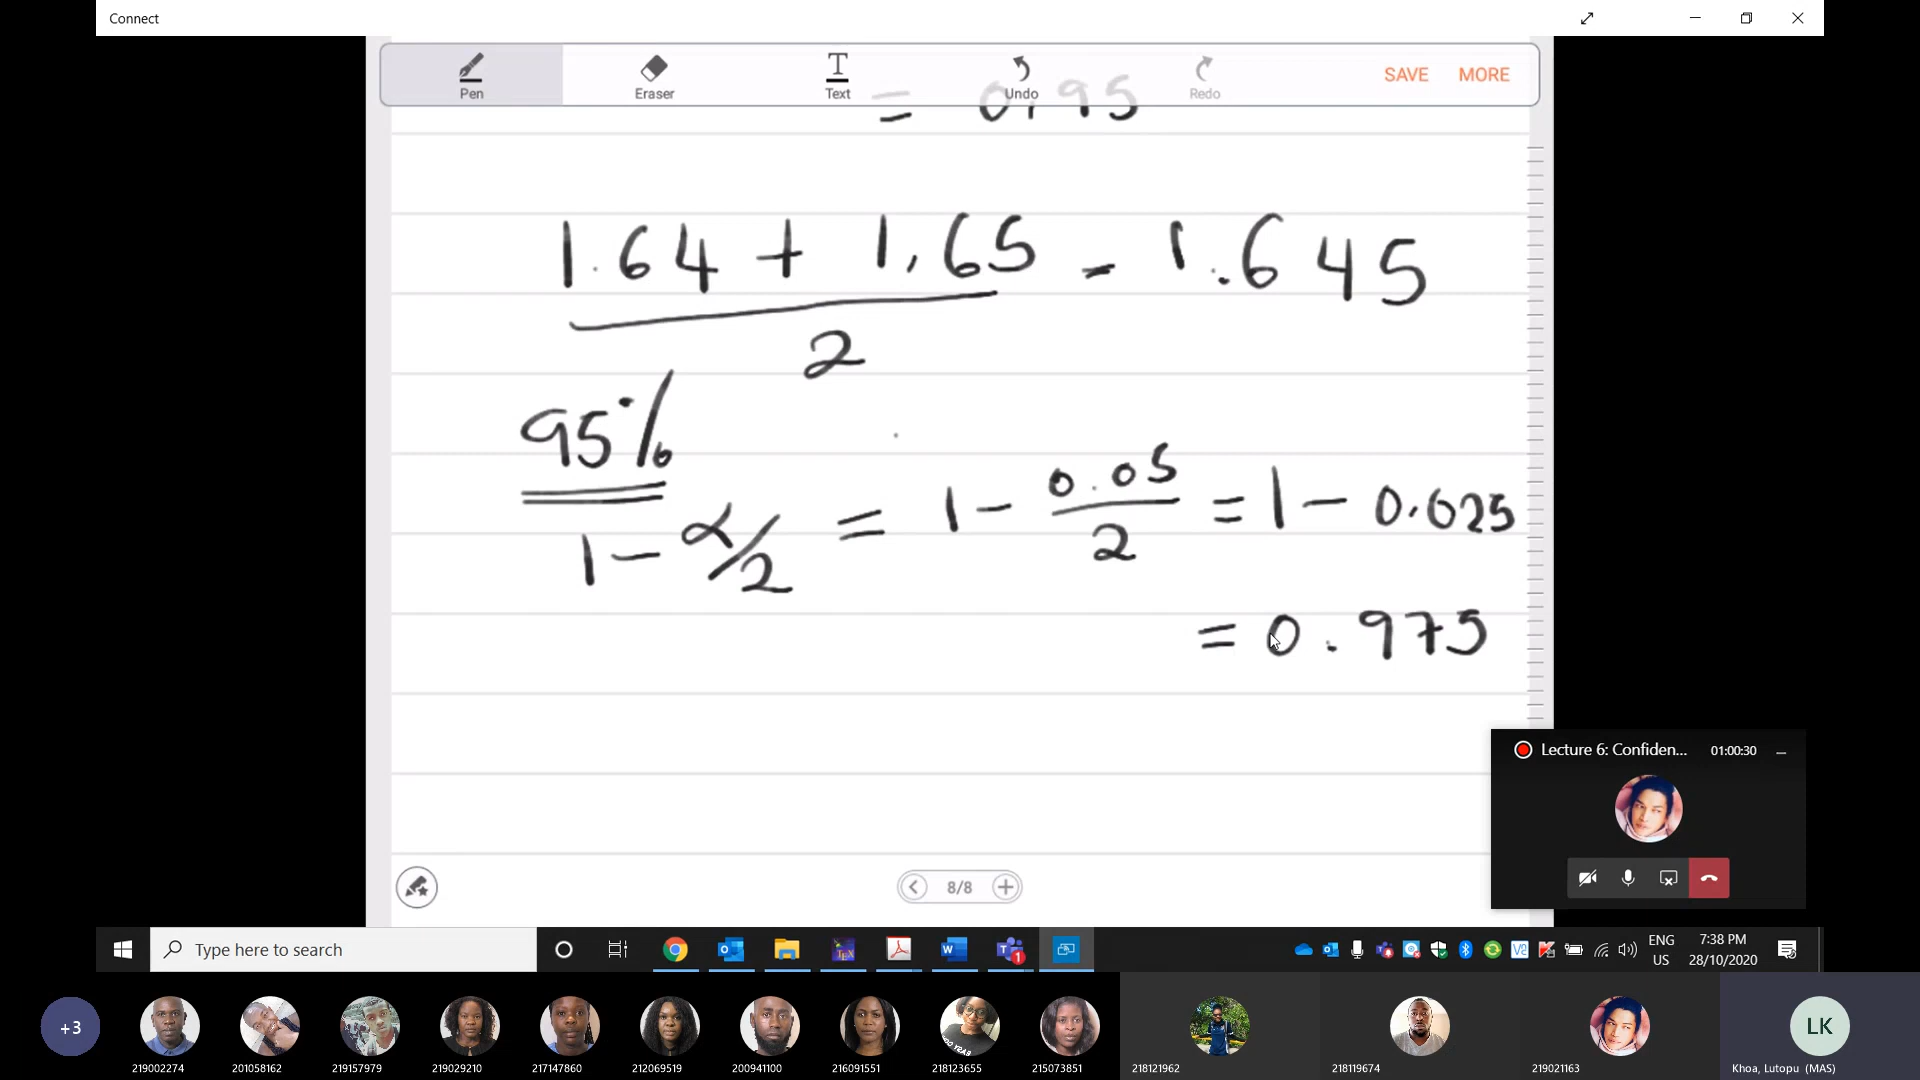 Connect
Pen
Eraser
Text
Undo
Redo
SAVE
MORE
= 0.95
1.64 + 1.65 - 1.645
2
95%
1 - α/2 = 1 - 0.05/2 = 1 - 0.025
= 0.975
8/8
Lecture 6: Confiden... 01:00:30
Type here to search
1
ENG
US
7:38 PM
28/10/2020
+3
219002274
201058162
219157979
219029210
217147860
212069519
200941100
216091551
218123655
215073851
218121962
218119674
219021163
LK
Khoa, Lutopu (MAS)